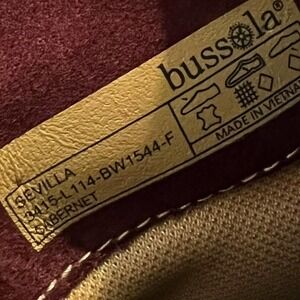 bussola®
MADE IN VIETNAM
SEVILLA
3415-L114-BW1544-F
CABERNET